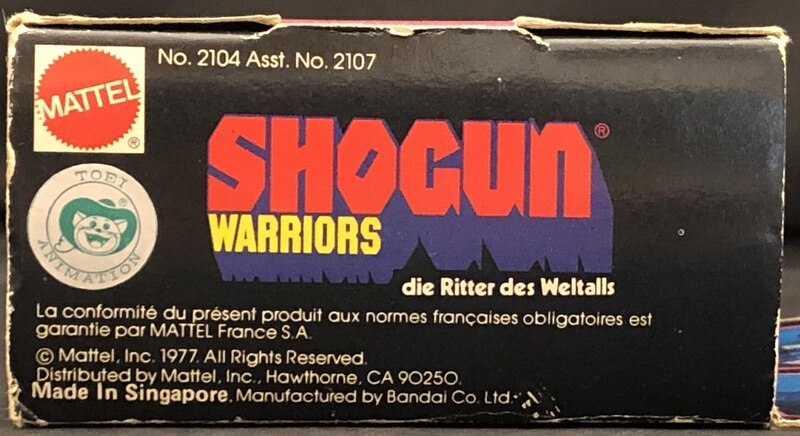 No. 2104 Asst. No. 2107
MATTEL®
SHOGUN®
WARRIORS
die Ritter des Weltalls
TOEI
®
ANIMATION
La conformité du présent produit aux normes françaises obligatoires est
garantie par MATTEL France S.A.
© Mattel, Inc. 1977. All Rights Reserved.
Distributed by Mattel, Inc., Hawthorne, CA 90250.
Made In Singapore. Manufactured by Bandai Co. Ltd.